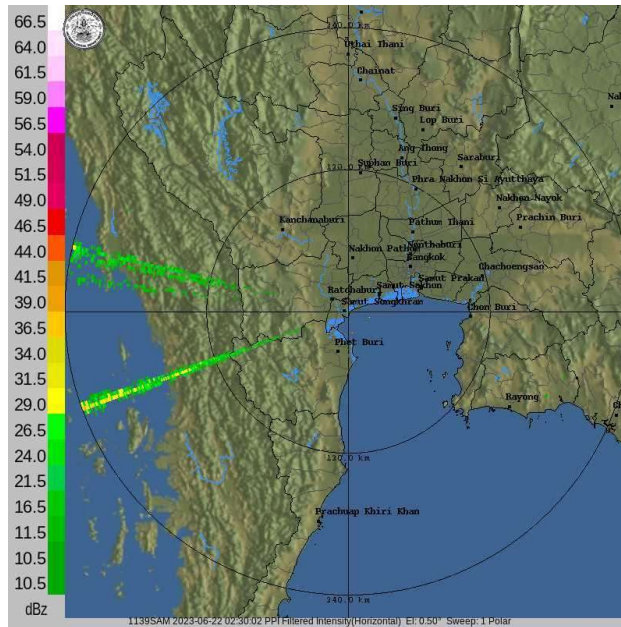 66.5
64.0
61.5
59.0
56.5
54.0
51.5
49.0
46.5
44.0
41.5
39.0
36.5
34.0
31.5
29.0
26.5
24.0
21.5
16.5
11.5
10.5
dBz
240.0 km
Uthai Thani
Chainat
Sing Buri
Lop Buri
Ang Thong
Saraburi
120.0
Suphan Buri
Phra Nakhon Si Ayutthaya
Nakhon Nayok
Prachin Buri
Kanchanaburi
Pathum Thani
Nakhon Pathom
Nonthaburi
Bangkok
Chachoengsao
Samut Prakan
Samut Sakhon
Ratchaburi
Samut Songkhram
Chon Buri
Phet Buri
Rayong
120.0 km
Prachuap Khiri Khan
240.0 km
1139SAM 2023-06-22 02:30:02 PPI Filtered Intensity(Horizontal) El: 0.50° Sweep: 1 Polar